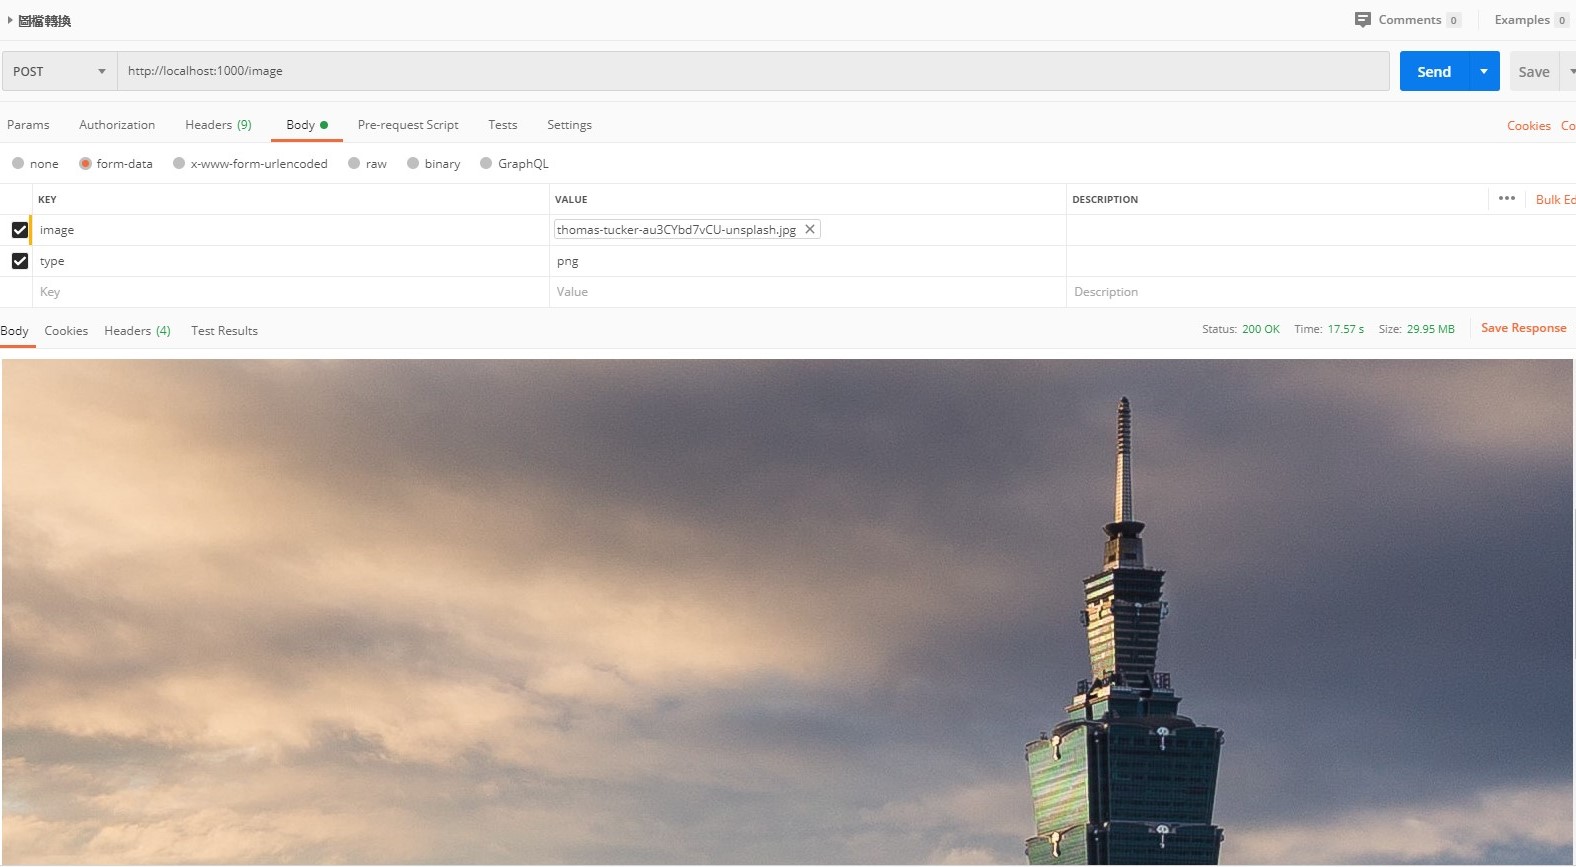 圖檔轉換
Comments 0 Examples 0
POST http://localhost:1000/image Send Save
Params Authorization Headers (9) Body Pre-request Script Tests Settings Cookies Co
none form-data x-www-form-urlencoded raw binary GraphQL
KEY VALUE DESCRIPTION ••• Bulk Ed
image thomas-tucker-au3CYbd7vCU-unsplash.jpg
type png
Key Value Description
Body Cookies Headers (4) Test Results Status: 200 OK Time: 17.57 s Size: 29.95 MB Save Response